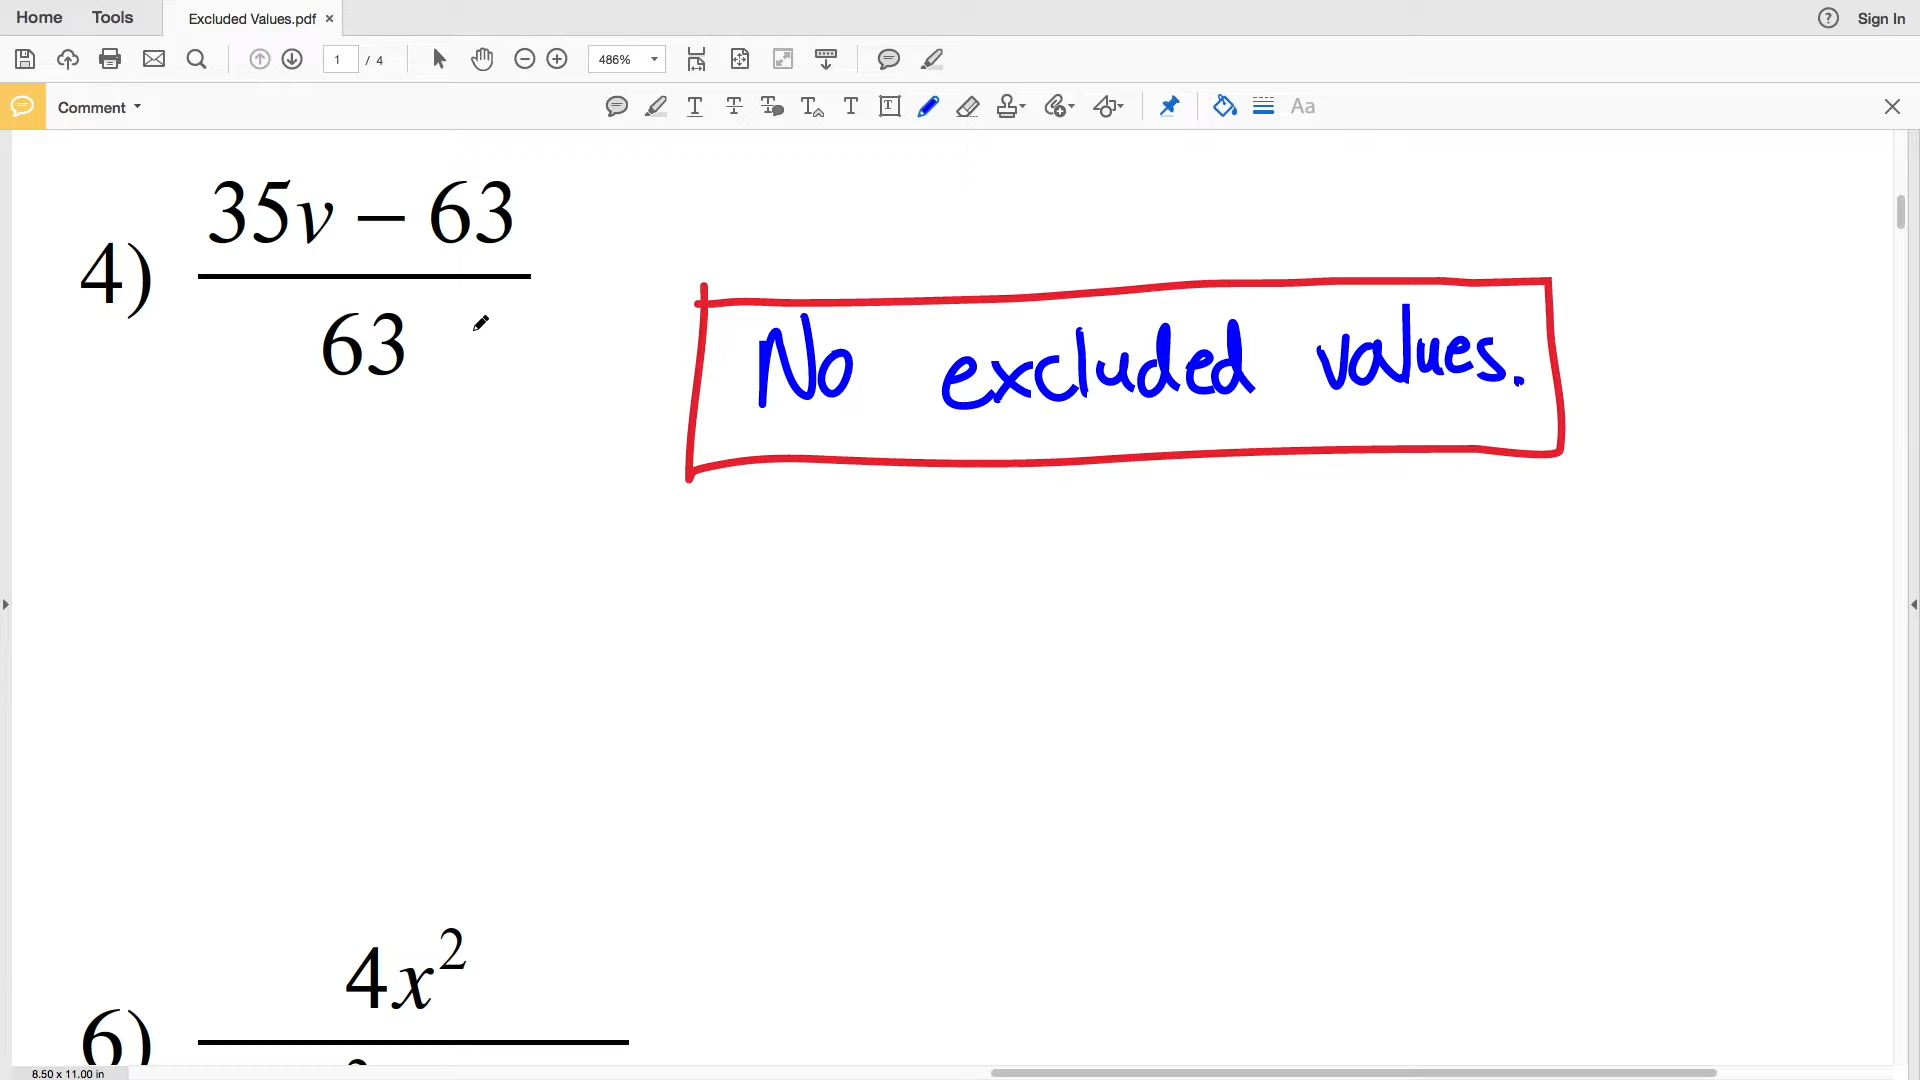 Home Tools Excluded Values.pdf × ? Sign In
1 / 4 486%
Comment Aa
4) 35v – 63
63
No excluded values.
6) 4x²
8.50 x 11.00 in